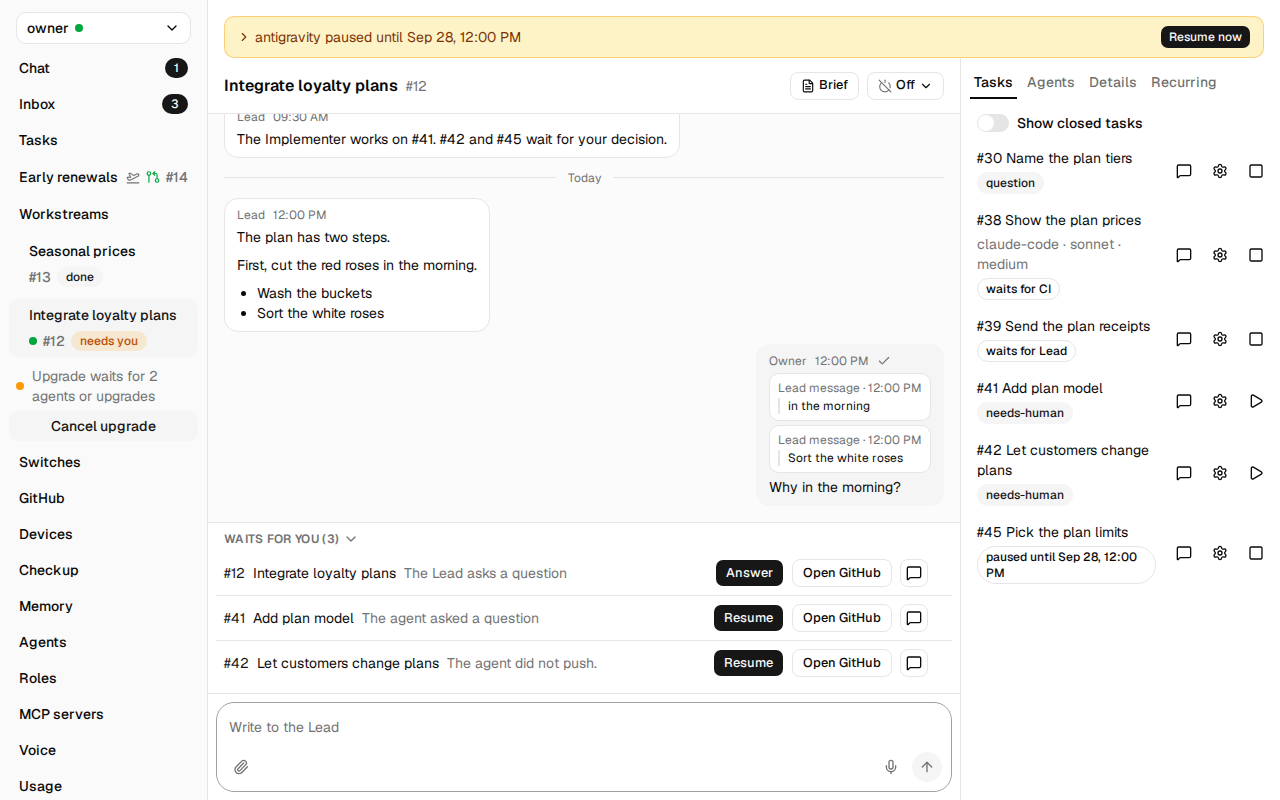 owner
Chat 1
Inbox 3
Tasks
Early renewals #14
Workstreams
Seasonal prices
#13 done
Integrate loyalty plans
#12 needs you
Upgrade waits for 2
agents or upgrades
Cancel upgrade
Switches
GitHub
Devices
Checkup
Memory
Agents
Roles
MCP servers
Voice
Usage
antigravity paused until Sep 28, 12:00 PM
Resume now
Integrate loyalty plans #12
Brief
Off
Lead 09:30 AM
The Implementer works on #41. #42 and #45 wait for your decision.
Today
Lead 12:00 PM
The plan has two steps.
First, cut the red roses in the morning.
• Wash the buckets
• Sort the white roses
Owner 12:00 PM
Lead message · 12:00 PM
in the morning
Lead message · 12:00 PM
Sort the white roses
Why in the morning?
WAITS FOR YOU (3)
#12 Integrate loyalty plans The Lead asks a question Answer Open GitHub
#41 Add plan model The agent asked a question Resume Open GitHub
#42 Let customers change plans The agent did not push. Resume Open GitHub
Write to the Lead
Tasks Agents Details Recurring
Show closed tasks
#30 Name the plan tiers
question
#38 Show the plan prices
claude-code · sonnet ·
medium
waits for CI
#39 Send the plan receipts
waits for Lead
#41 Add plan model
needs-human
#42 Let customers change
plans
needs-human
#45 Pick the plan limits
paused until Sep 28, 12:00
PM